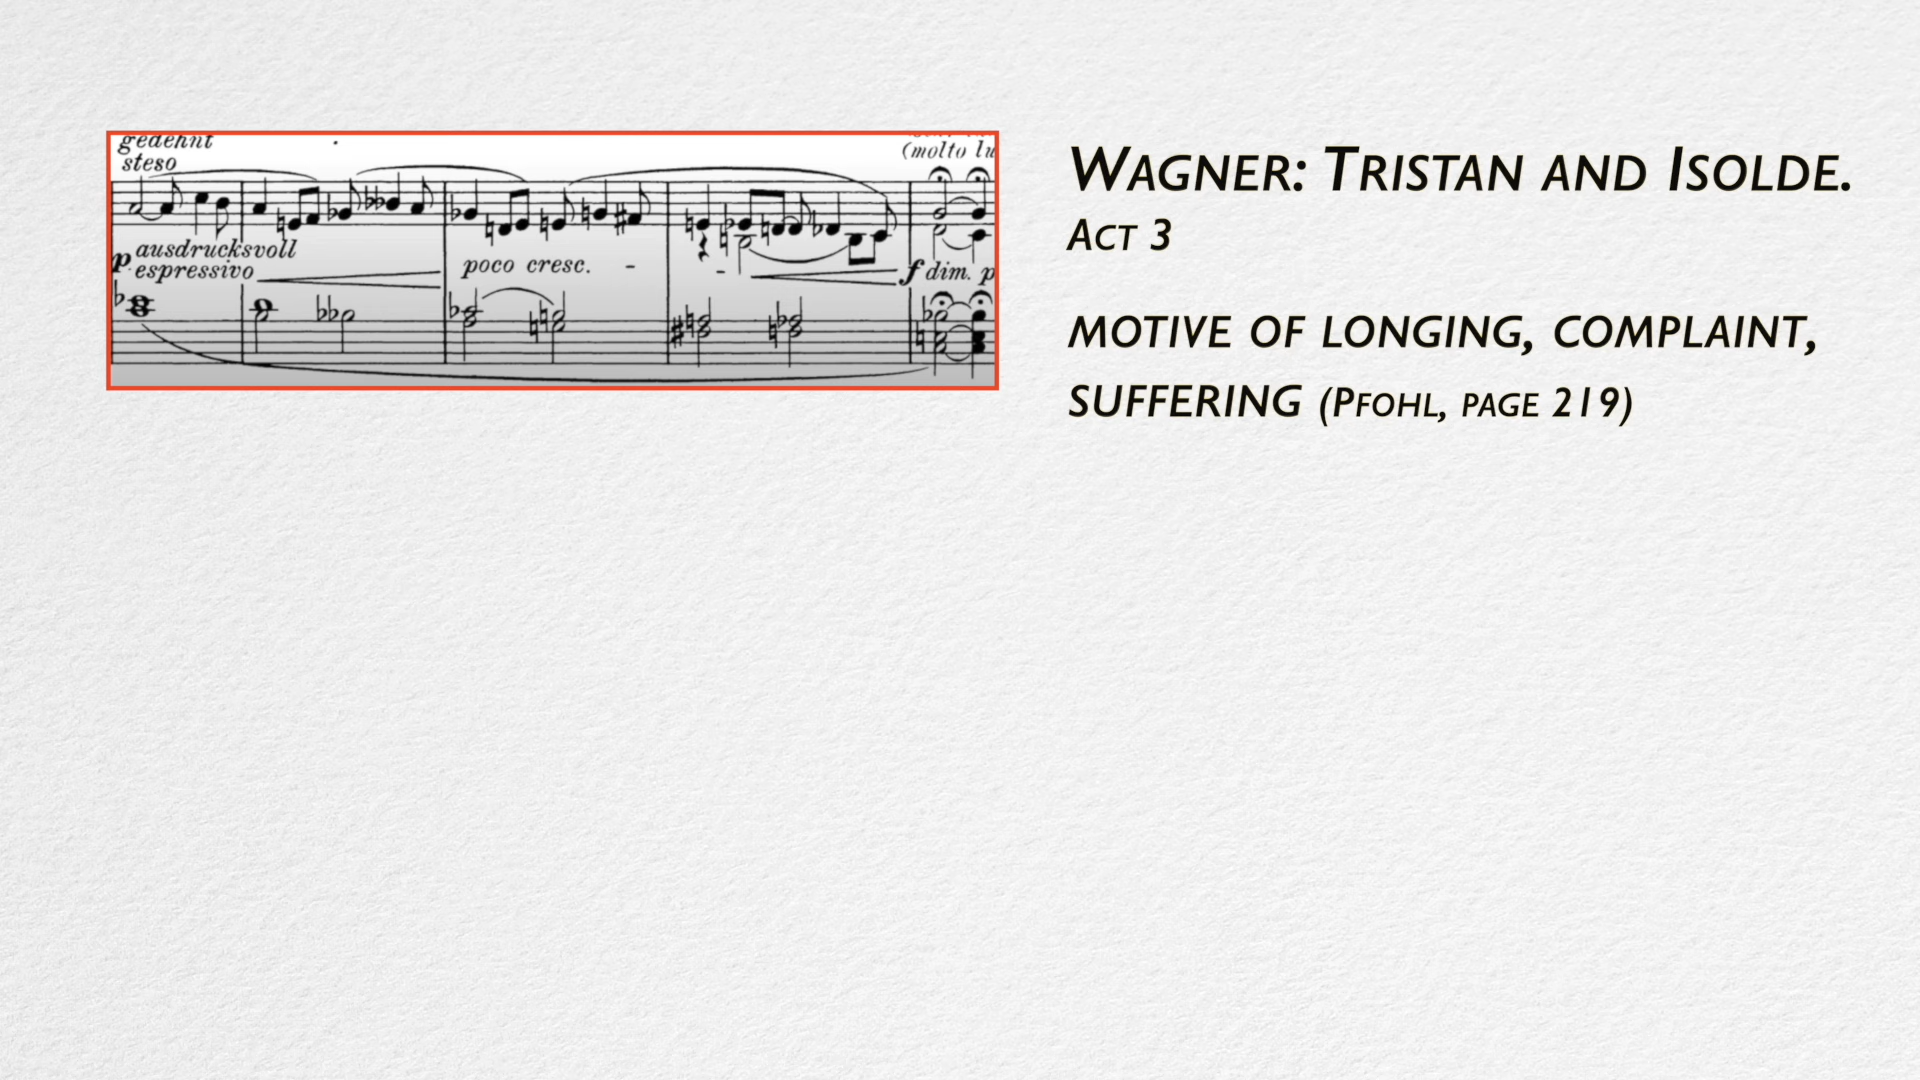 gedehnt
steso
(molto lu
p ausdrucksvoll
espressivo
poco cresc. - -
f dim. p
WAGNER: TRISTAN AND ISOLDE.
ACT 3
MOTIVE OF LONGING, COMPLAINT,
SUFFERING (PFOHL, PAGE 219)